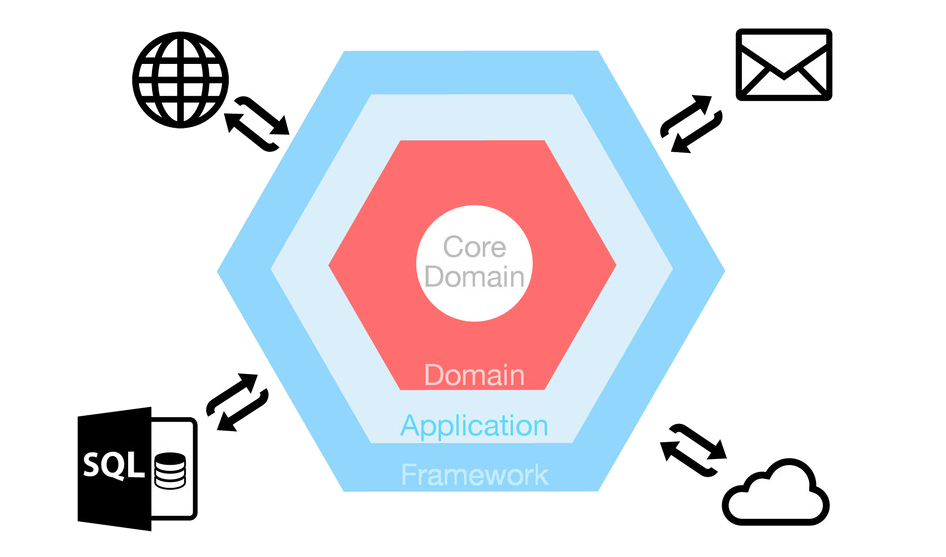 Core
Domain
Domain
Application
Framework
SQL